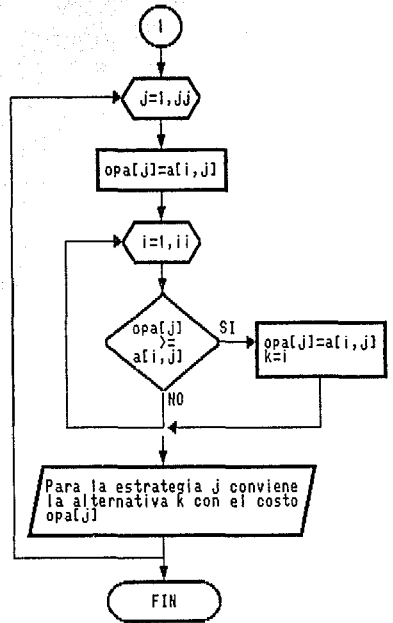 1
j=1,jj
opa[j]=a[i,j]
i=1,ii
opa[j]
>=
a[i,j]
SI
opa[j]=a[i,j]
k=i
NO
Para la estrategia j conviene
la alternativa k con el costo
opa[j]
FIN